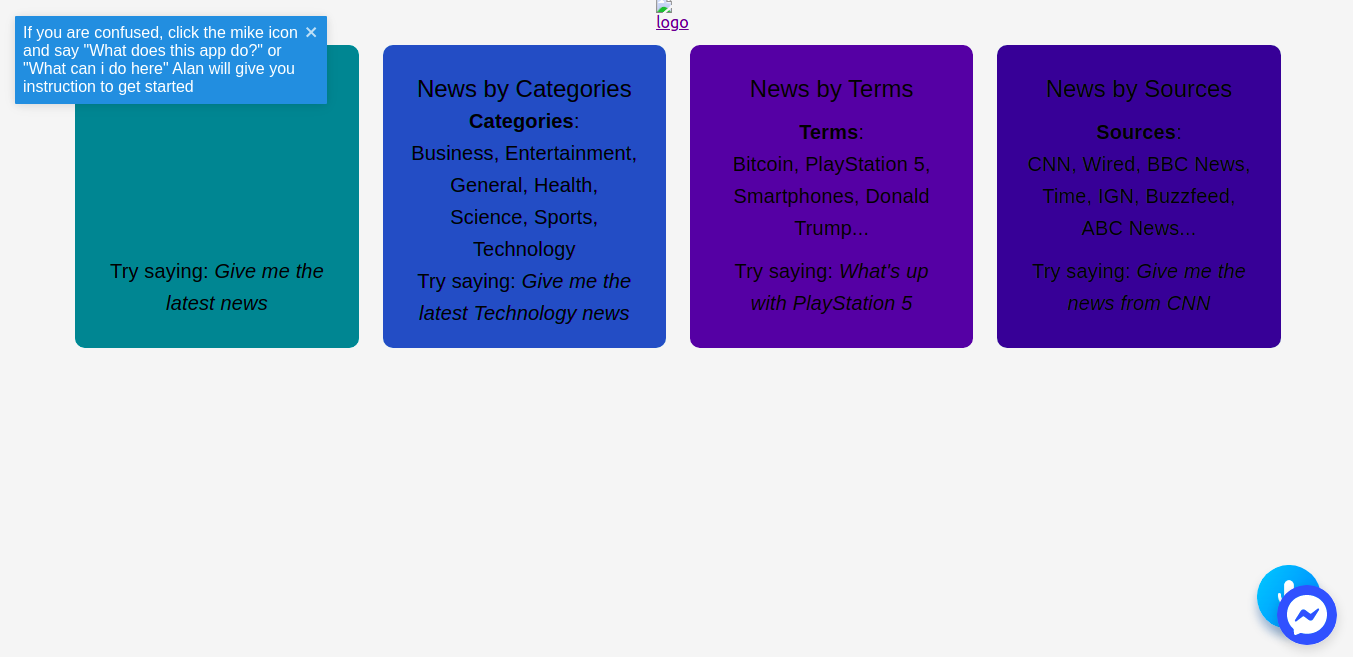 logo
If you are confused, click the mike icon
and say "What does this app do?" or
"What can i do here" Alan will give you
instruction to get started
×
Try saying: Give me the
latest news
News by Categories
Categories:
Business, Entertainment,
General, Health,
Science, Sports,
Technology
Try saying: Give me the
latest Technology news
News by Terms
Terms:
Bitcoin, PlayStation 5,
Smartphones, Donald
Trump...
Try saying: What's up
with PlayStation 5
News by Sources
Sources:
CNN, Wired, BBC News,
Time, IGN, Buzzfeed,
ABC News...
Try saying: Give me the
news from CNN